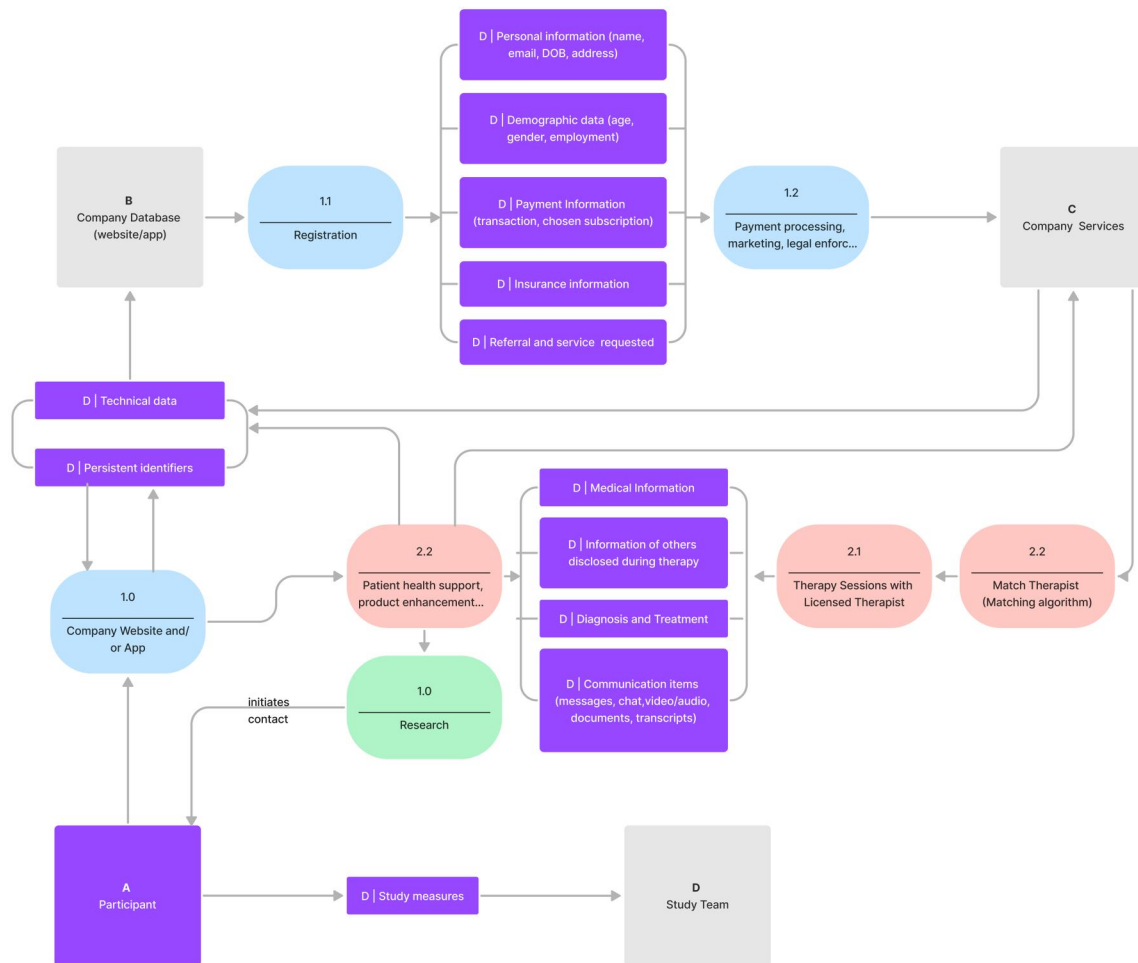 D | Personal information (name,
email, DOB, address)
D | Demographic data (age,
gender, employment)
B
Company Database
(website/app)
1.1
Registration
D | Payment Information
(transaction, chosen subscription)
1.2
Payment processing,
marketing, legal enforc...
C
Company Services
D | Insurance information
D | Referral and service requested
D | Technical data
D | Persistent identifiers
D | Medical Information
D | Information of others
disclosed during therapy
D | Diagnosis and Treatment
D | Communication items
(messages, chat,video/audio,
documents, transcripts)
2.2
Patient health support,
product enhancement...
2.1
Therapy Sessions with
Licensed Therapist
2.2
Match Therapist
(Matching algorithm)
1.0
Company Website and/
or App
1.0
Research
initiates
contact
A
Participant
D | Study measures
D
Study Team